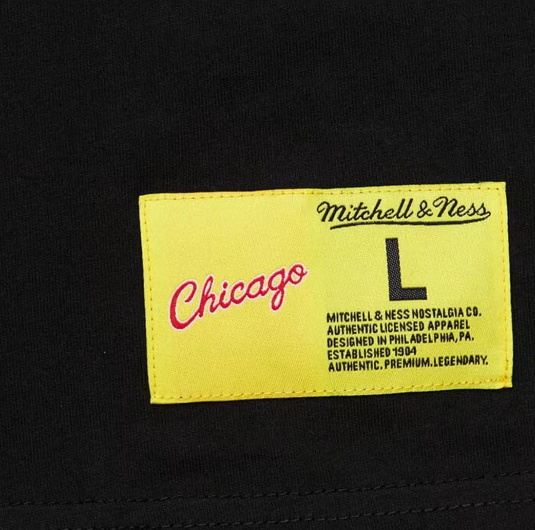 Chicago
Mitchell & Ness
L
MITCHELL & NESS NOSTALGIA CO.
AUTHENTIC LICENSED APPAREL
DESIGNED IN PHILADELPHIA, PA.
ESTABLISHED 1904
AUTHENTIC. PREMIUM. LEGENDARY.